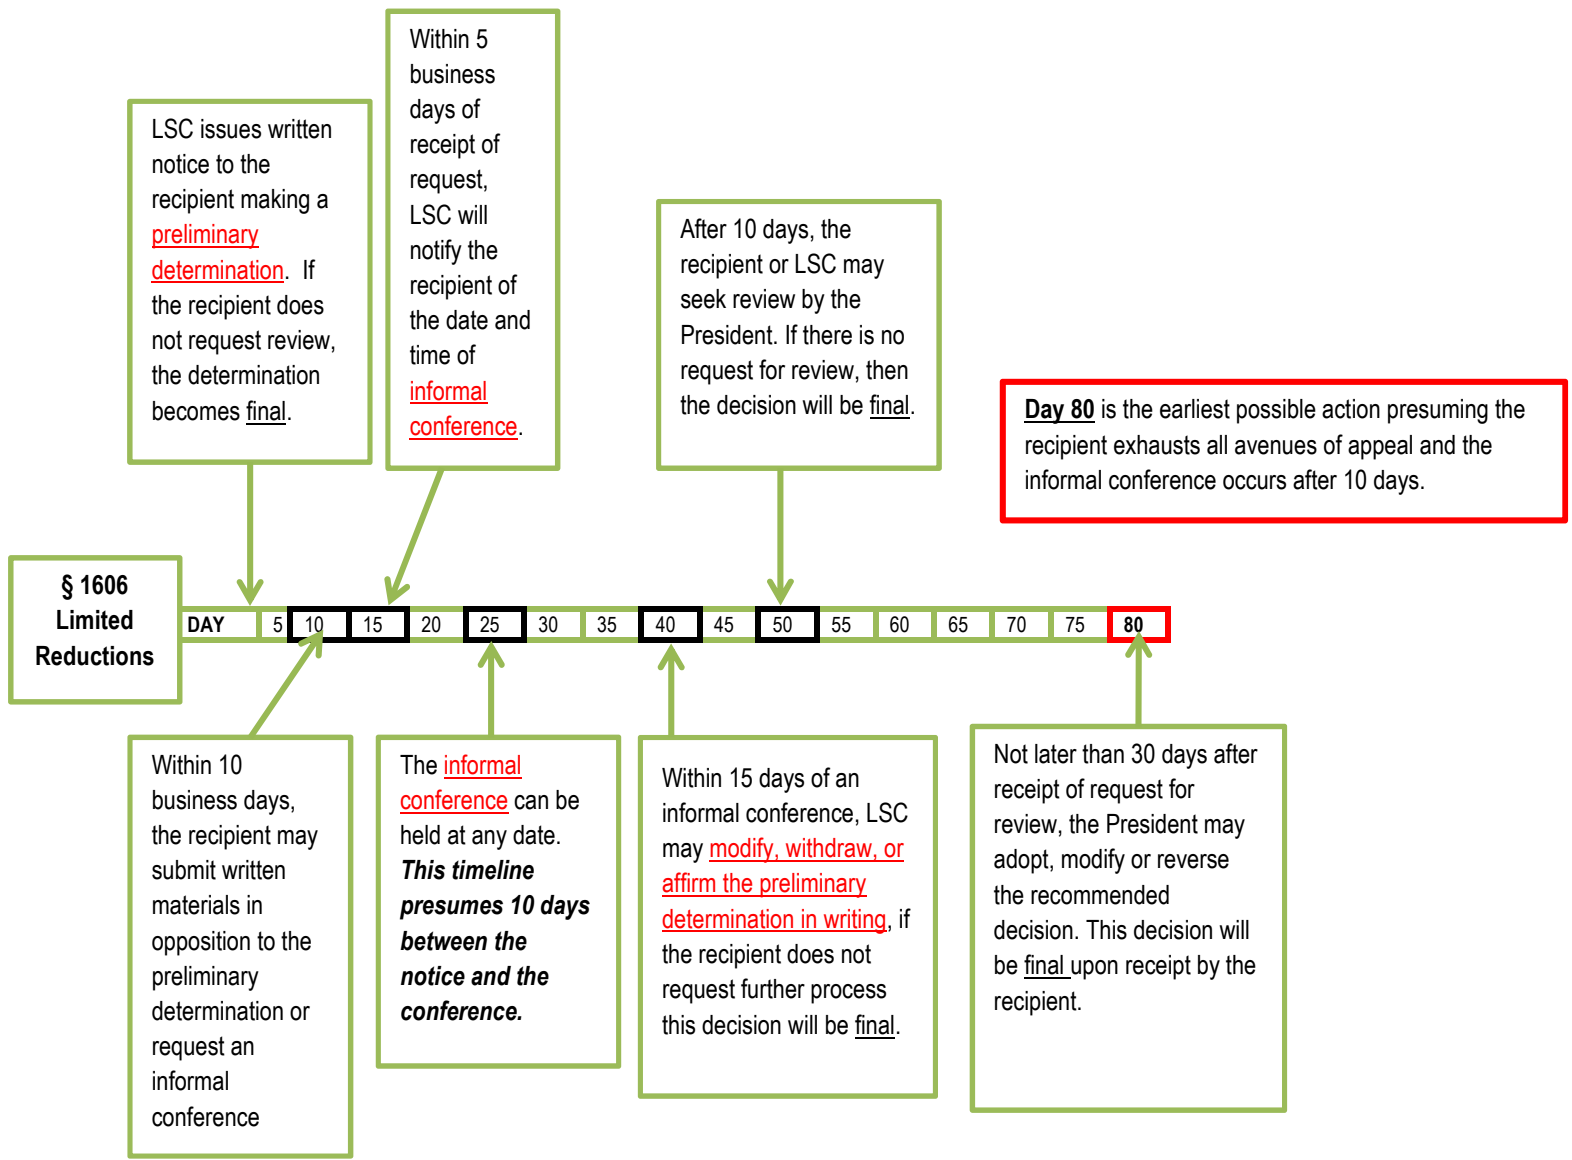 Within 5
business
days of
receipt of
request,
LSC will
notify the
recipient of
the date and
time of
informal
conference.
LSC issues written
notice to the
recipient making a
preliminary
determination.  If
the recipient does
not request review,
the determination
becomes final.
After 10 days, the
recipient or LSC may
seek review by the
President. If there is no
request for review, then
the decision will be final.
Day 80 is the earliest possible action presuming the
recipient exhausts all avenues of appeal and the
informal conference occurs after 10 days.
§ 1606
Limited
Reductions
DAY 5 10 15 20 25 30 35 40 45 50 55 60 65 70 75 80
Within 10
business days,
the recipient may
submit written
materials in
opposition to the
preliminary
determination or
request an
informal
conference
The informal
conference can be
held at any date.
This timeline
presumes 10 days
between the
notice and the
conference.
Within 15 days of an
informal conference, LSC
may modify, withdraw, or
affirm the preliminary
determination in writing, if
the recipient does not
request further process
this decision will be final.
Not later than 30 days after
receipt of request for
review, the President may
adopt, modify or reverse
the recommended
decision. This decision will
be final upon receipt by the
recipient.